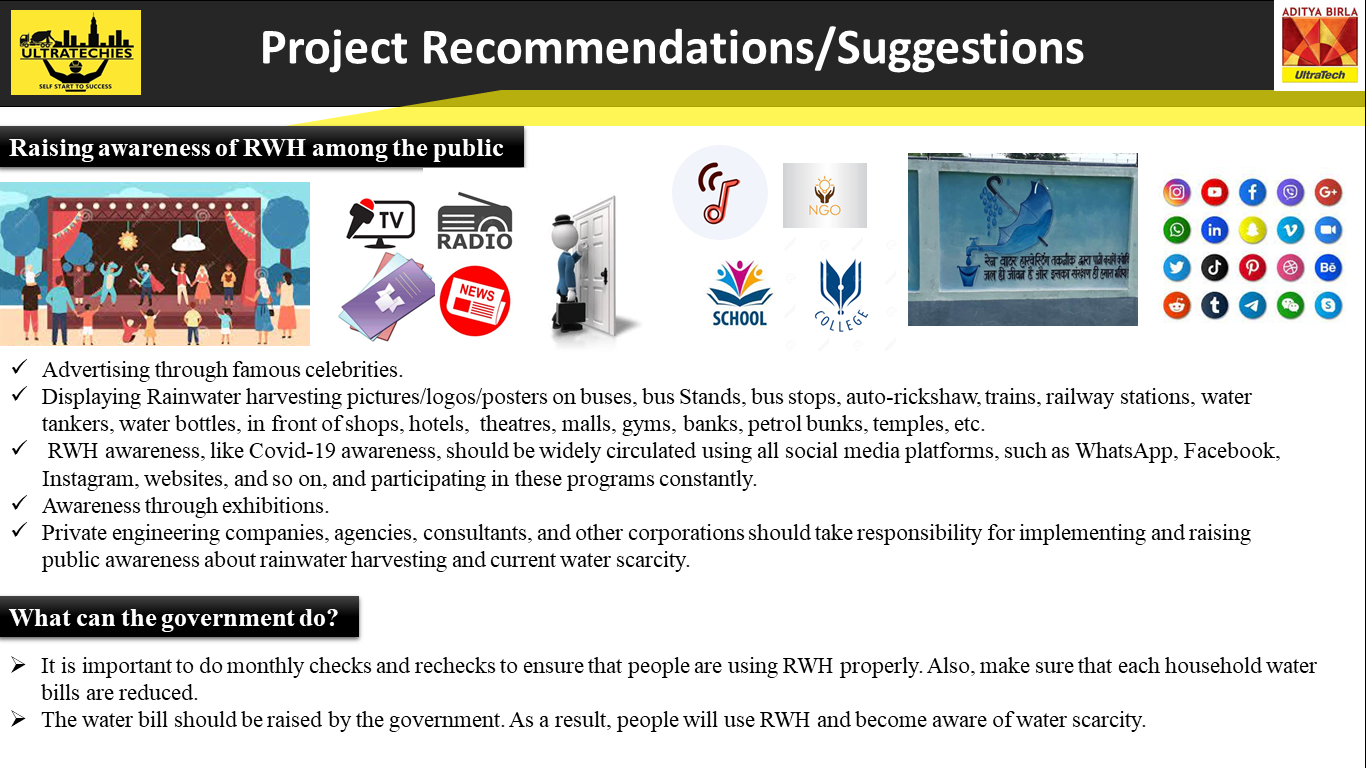 ULTRATECHIES
SELF START TO SUCCESS
Project Recommendations/Suggestions
ADITYA BIRLA
UltraTech
Raising awareness of RWH among the public
TV
RADIO
NEWS
NGO
SCHOOL
COLLEGE
जल ही जीवन है और इसका संरक्षण ही हमारा
✓ Advertising through famous celebrities.
✓ Displaying Rainwater harvesting pictures/logos/posters on buses, bus Stands, bus stops, auto-rickshaw, trains, railway stations, water
tankers, water bottles, in front of shops, hotels, theatres, malls, gyms, banks, petrol bunks, temples, etc.
✓ RWH awareness, like Covid-19 awareness, should be widely circulated using all social media platforms, such as WhatsApp, Facebook,
Instagram, websites, and so on, and participating in these programs constantly.
✓ Awareness through exhibitions.
✓ Private engineering companies, agencies, consultants, and other corporations should take responsibility for implementing and raising
public awareness about rainwater harvesting and current water scarcity.
What can the government do?
➢ It is important to do monthly checks and rechecks to ensure that people are using RWH properly. Also, make sure that each household water
bills are reduced.
➢ The water bill should be raised by the government. As a result, people will use RWH and become aware of water scarcity.